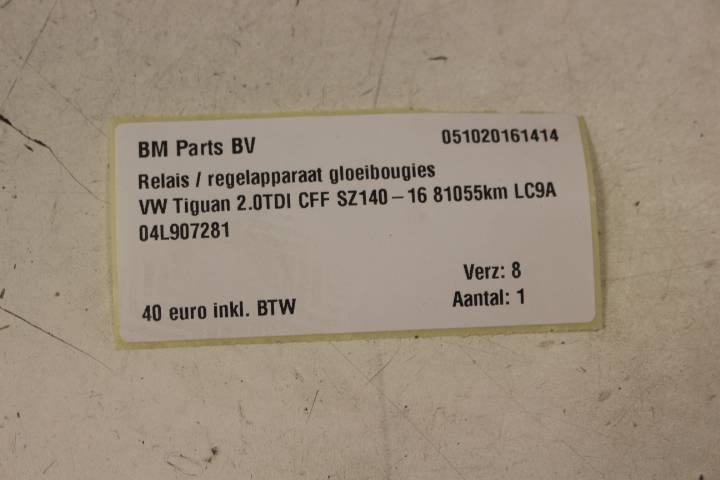 BM Parts BV 051020161414
Relais / regelapparaat gloeibougies
VW Tiguan 2.0TDI CFF SZ140-16 81055km LC9A
04L907281
Verz: 8
40 euro inkl. BTW Aantal: 1